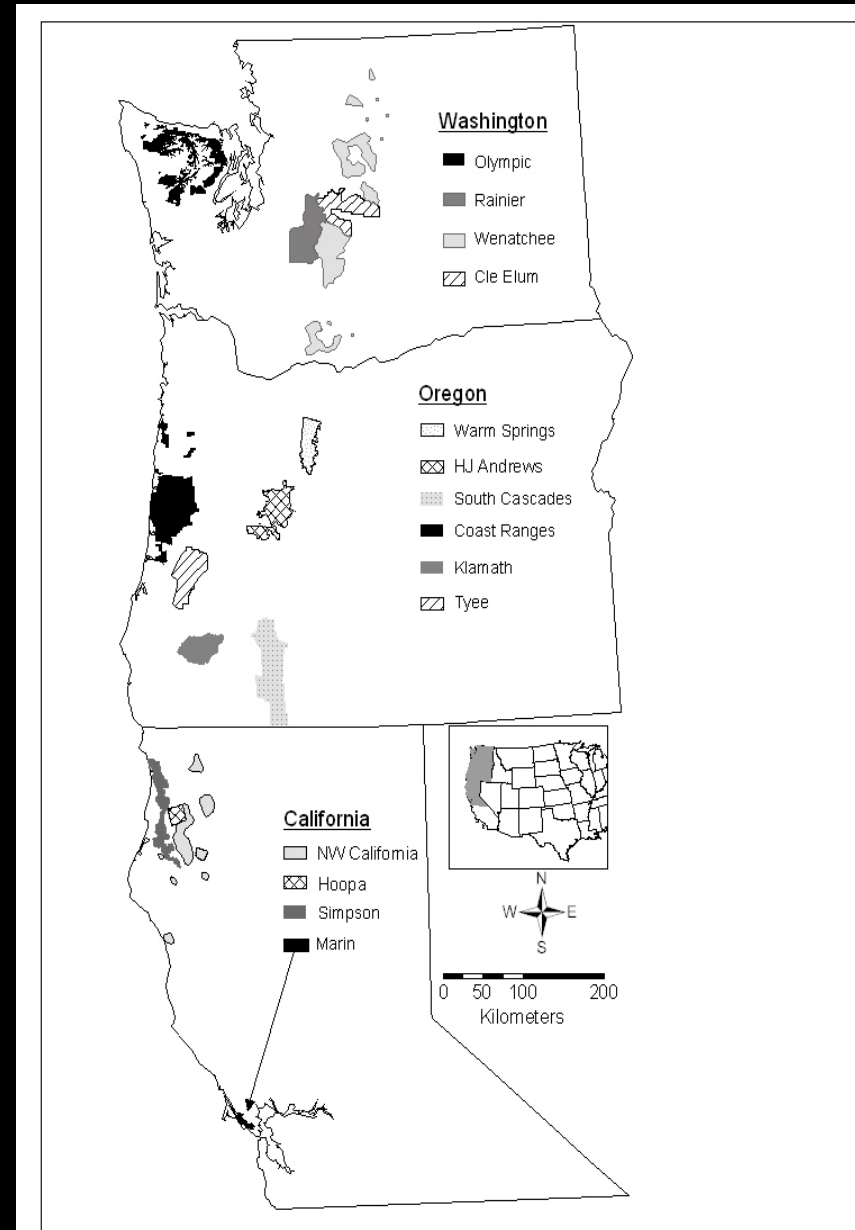 Washington
Olympic
Rainier
Wenatchee
Cle Elum
Oregon
Warm Springs
HJ Andrews
South Cascades
Coast Ranges
Klamath
Tyee
California
NW California
Hoopa
Simpson
Marin
N
W E
S
0 50 100 200
Kilometers